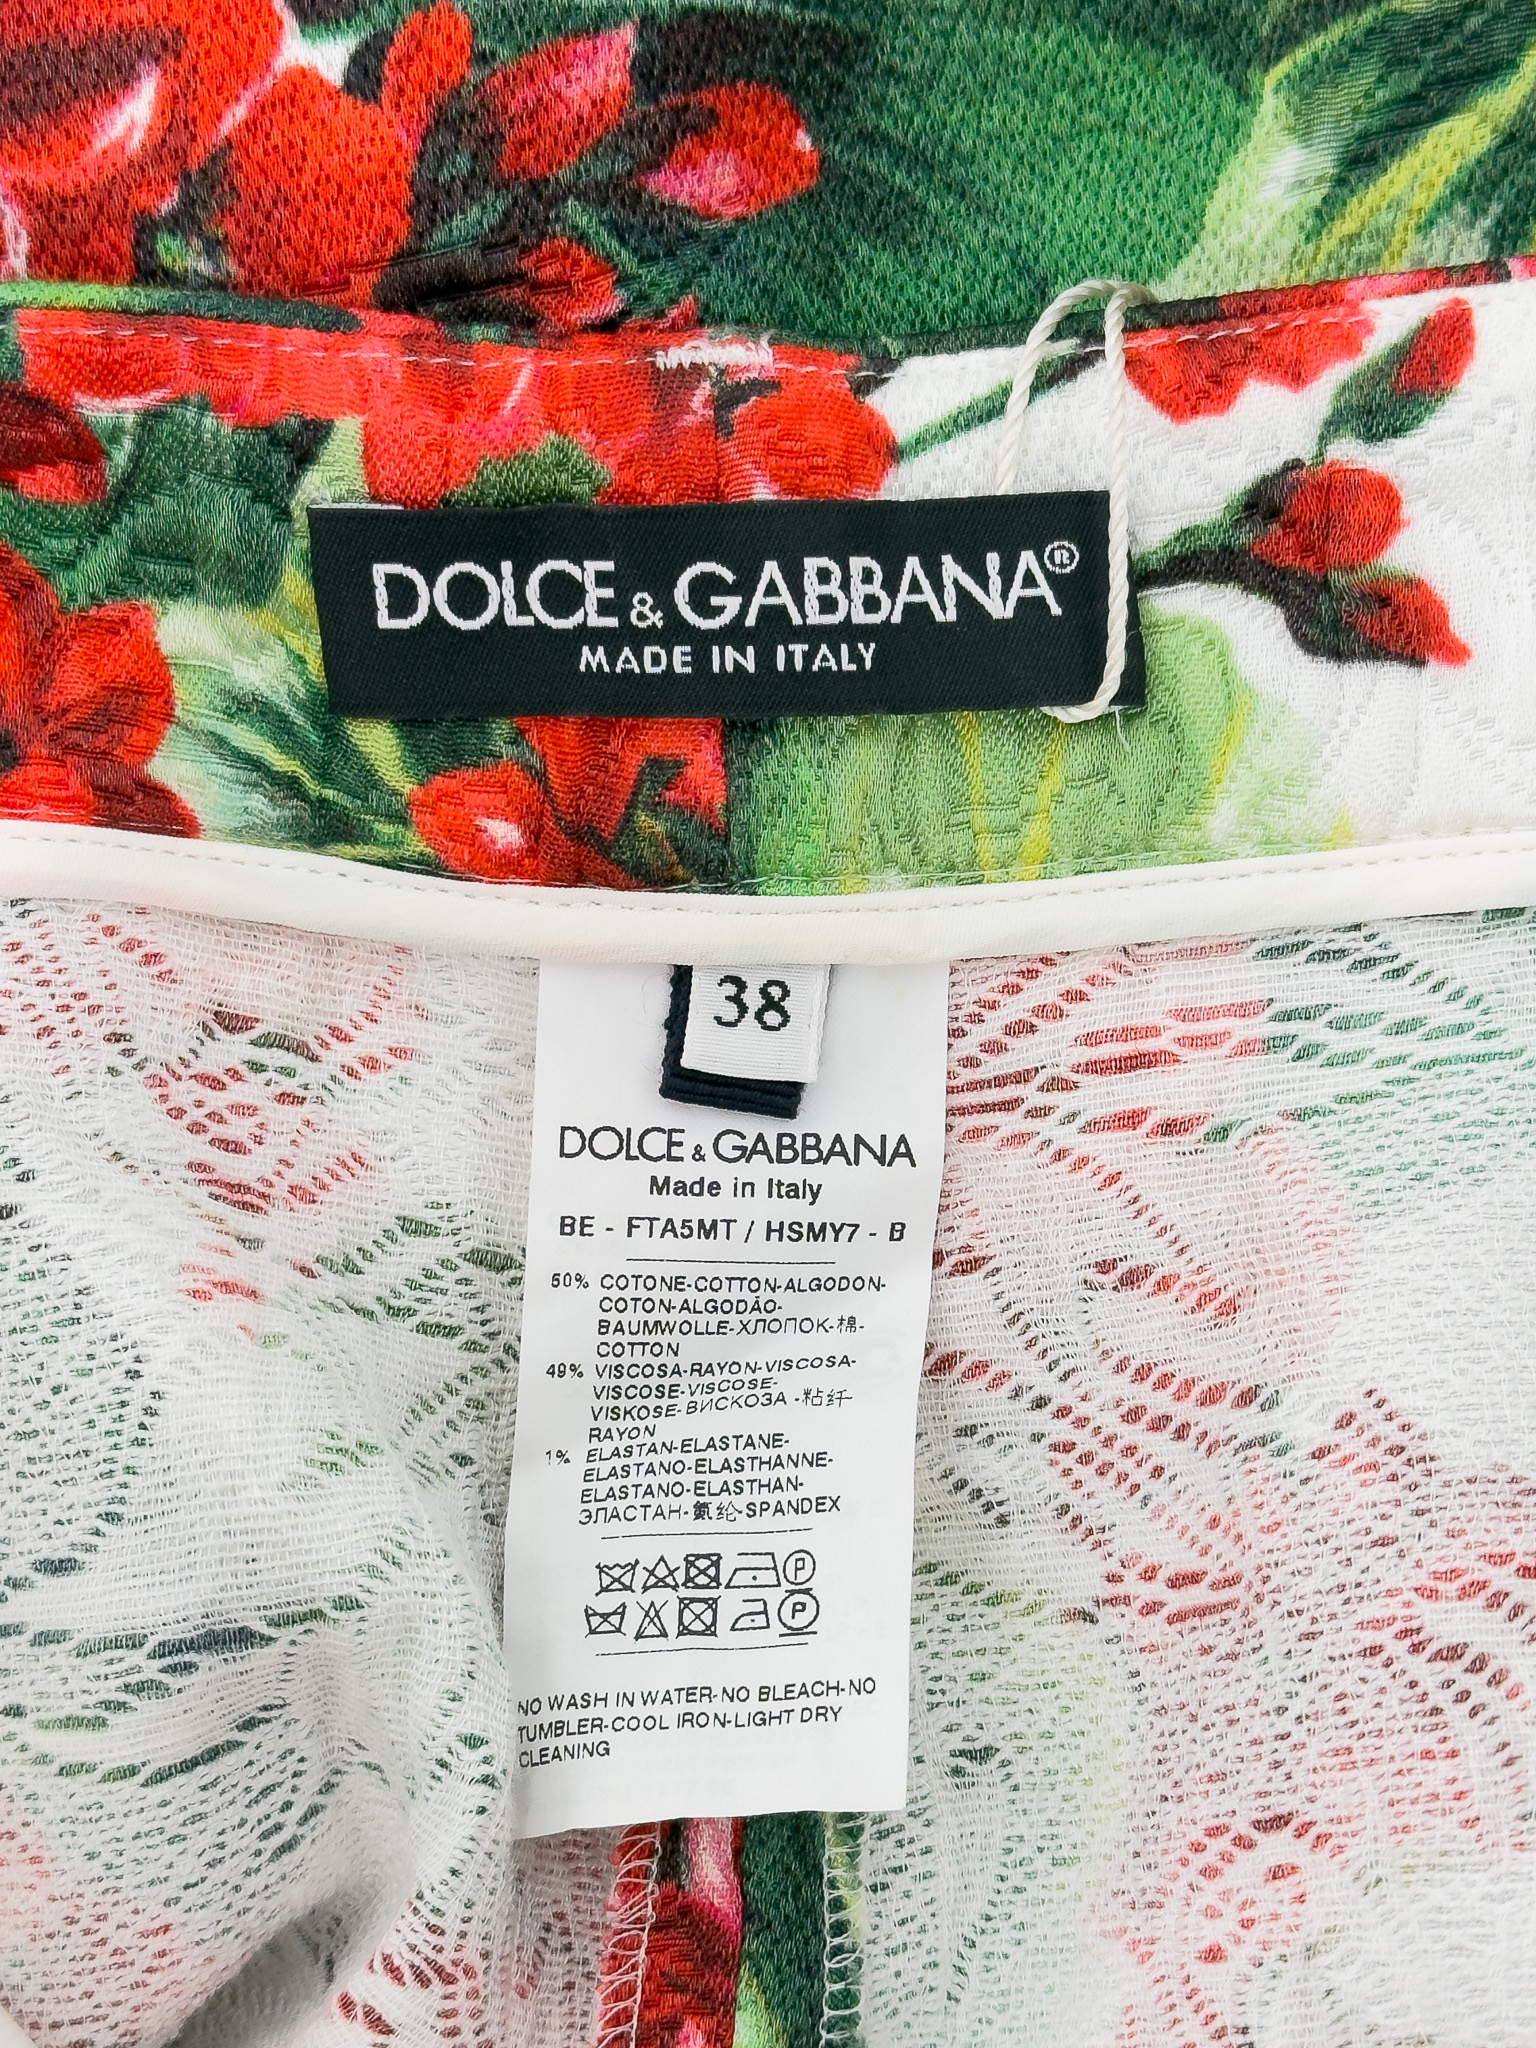 DOLCE & GABBANA®
MADE IN ITALY
38
DOLCE & GABBANA
Made in Italy
BE - FTA5MT / HSMY7 - B
50% COTONE-COTTON-ALGODON-
COTON-ALGODÃO-
BAUMWOLLE-ХЛОПОК-棉-
COTTON
49% VISCOSA-RAYON-VISCOSA-
VISCOSE-VISCOSE-
VISKOSE-ВИСКОЗА -粘纤
RAYON
1% ELASTAN-ELASTANE-
ELASTANO-ELASTHANNE-
ELASTANO-ELASTHAN-
ЭЛАСТАН-氨纶-SPANDEX
P
P
NO WASH IN WATER-NO BLEACH-NO
TUMBLER-COOL IRON-LIGHT DRY
CLEANING